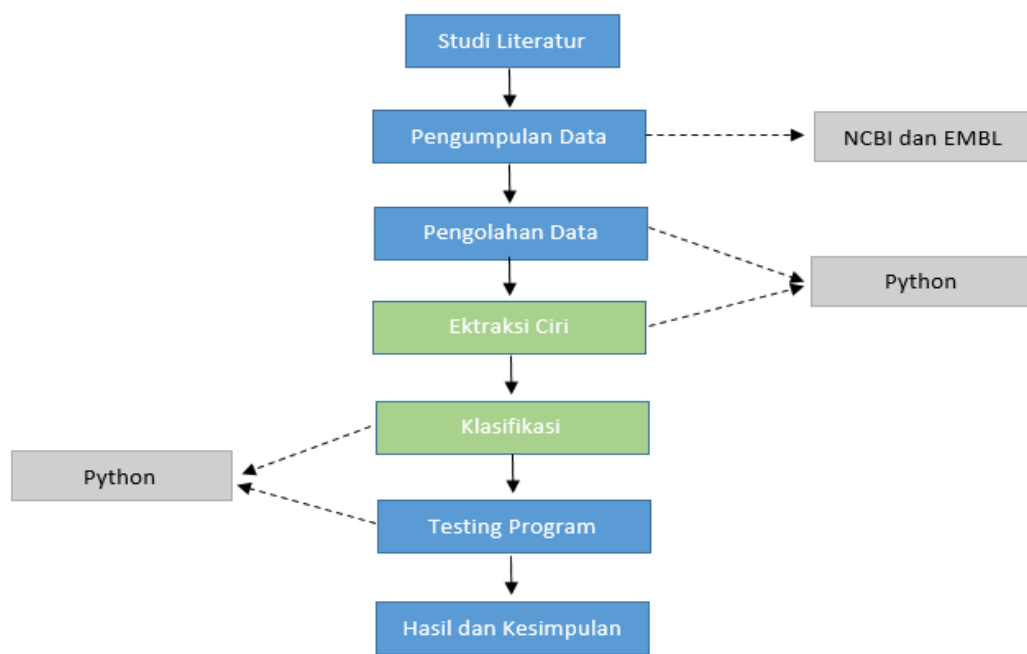 Studi Literatur
Pengumpulan Data
NCBI dan EMBL
Pengolahan Data
Python
Ektraksi Ciri
Klasifikasi
Python
Testing Program
Hasil dan Kesimpulan